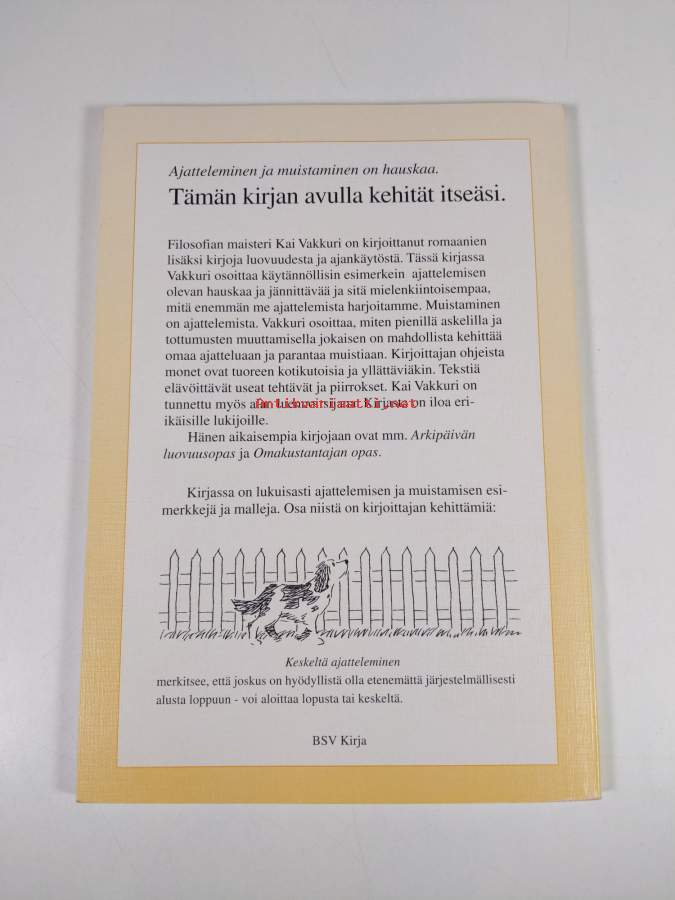 Ajatteleminen ja muistaminen on hauskaa.
Tämän kirjan avulla kehität itseäsi.
Filosofian maisteri Kai Vakkuri on kirjoittanut romaanien
lisäksi kirjoja luovuudesta ja ajankäytöstä. Tässä kirjassa
Vakkuri osoittaa käytännöllisin esimerkein ajattelemisen
olevan hauskaa ja jännittävää ja sitä mielenkiintoisempaa,
mitä enemmän me ajattelemista harjoitamme. Muistaminen
on ajattelemista. Vakkuri osoittaa, miten pienillä askelilla ja
tottumusten muuttamisella jokaisen on mahdollista kehittää
omaa ajatteluaan ja parantaa muistiaan. Kirjoittajan ohjeista
monet ovat tuoreen kotikutoisia ja yllättäviäkin. Tekstiä
elävöittävät useat tehtävät ja piirrokset. Kai Vakkuri on
tunnettu myös alan luennoitsijana. Kirjasta on iloa eri-
Antikvariaatti.net
ikäisille lukijoille.
Hänen aikaisempia kirjojaan ovat mm. Arkipäivän
luovuusopas ja Omakustantajan opas.
Kirjassa on lukuisasti ajattelemisen ja muistamisen esi-
merkkejä ja malleja. Osa niistä on kirjoittajan kehittämiä:
Keskeltä ajatteleminen
merkitsee, että joskus on hyödyllistä olla etenemättä järjestelmällisesti
alusta loppuun - voi aloittaa lopusta tai keskeltä.
BSV Kirja